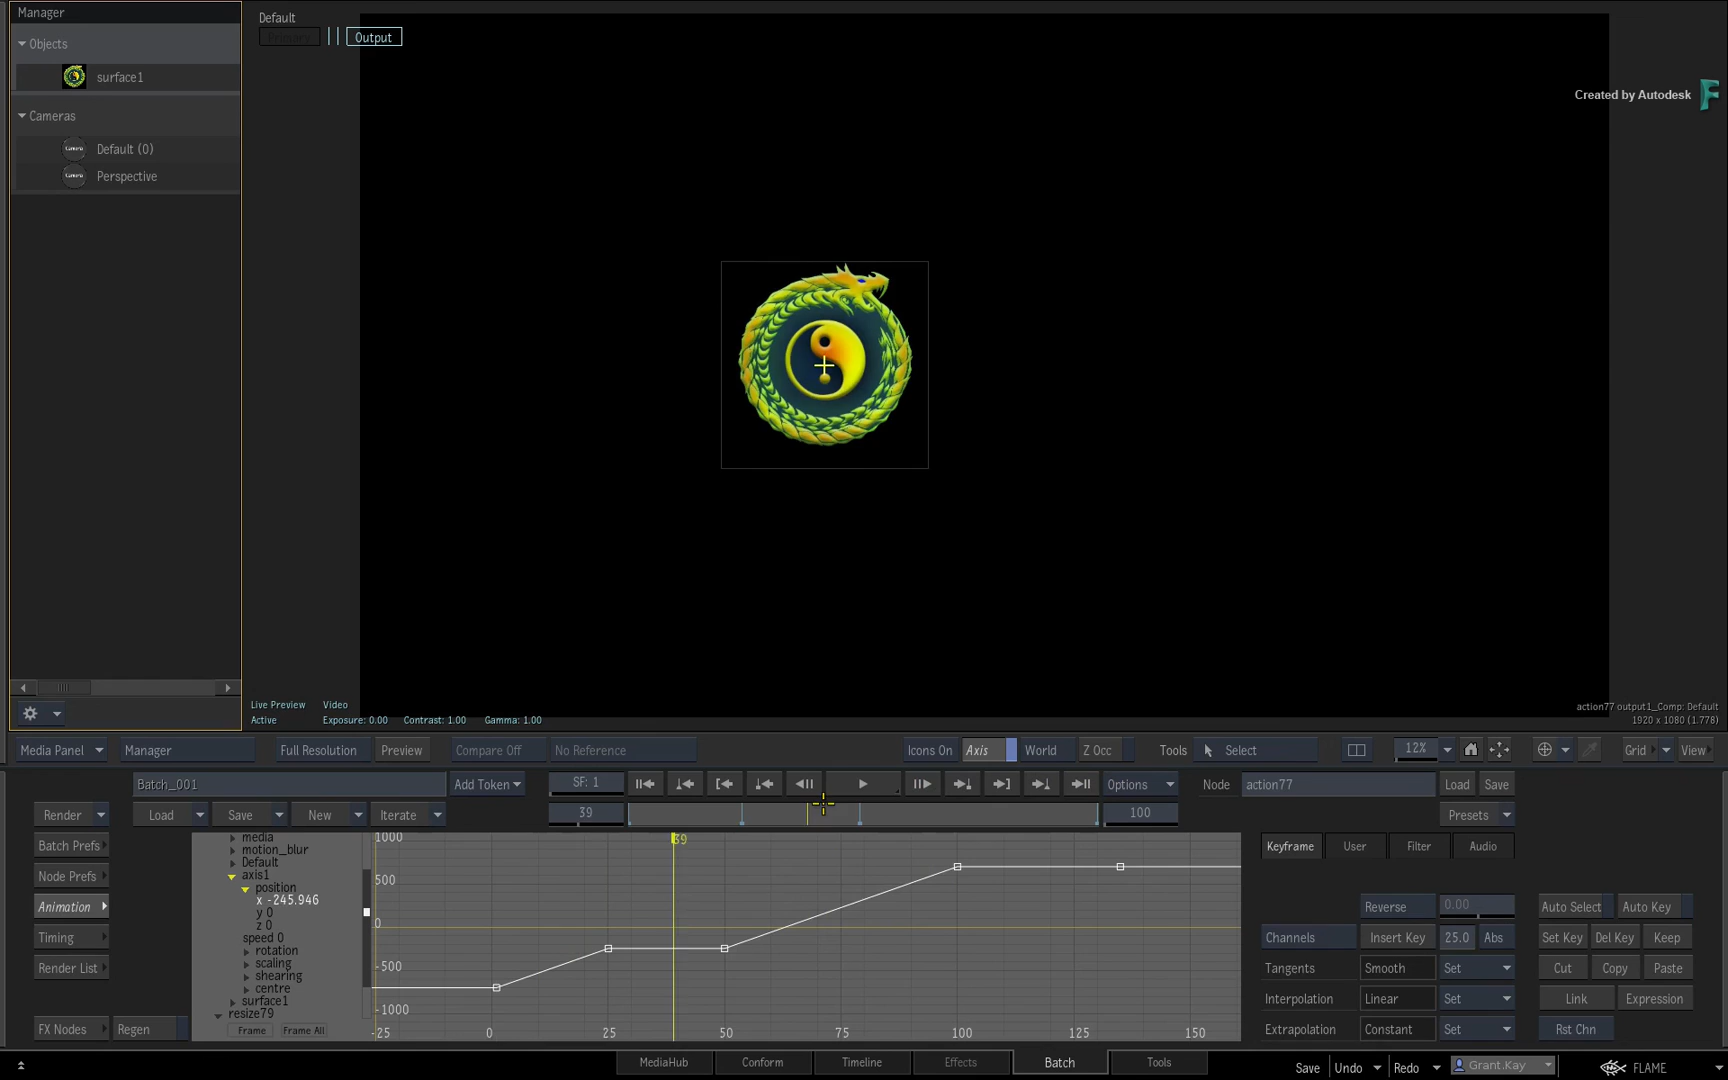 Manager
Default
Objects
Output
surface1
Created by Autodesk
Cameras
Default (0)
Perspective
Live Preview Video
Active Exposure: 0.00 Contrast: 1.00 Gamma: 1.00
action77 output1_Comp: Default
1920 x 1080 (1.778)
Media Panel Manager Full Resolution Preview Compare Off No Reference Icons On Axis World Z Occ Tools Select 12% Grid View
Batch_001 Add Token SF: 1 Options Node action77 Load Save
Render Load Save New Iterate 39 100 Presets
Batch Prefs
Node Prefs
Animation
Timing
Render List
FX Nodes Regen
media
motion_blur
Default
axis1
position
x -245.946
y 0
z 0
speed 0
rotation
scaling
shearing
centre
surface1
resize79
Frame Frame All
39
1000
500
0
-500
-1000
-25 0 25 50 75 100 125 150
Keyframe User Filter Audio
Reverse 0.00 Auto Select Auto Key
Channels Insert Key 25.0 Abs Set Key Del Key Keep
Tangents Smooth Set Cut Copy Paste
Interpolation Linear Set Link Expression
Extrapolation Constant Set Rst Chn
MediaHub Conform Timeline Effects Batch Tools Save Undo Redo Grant.Kay FLAME